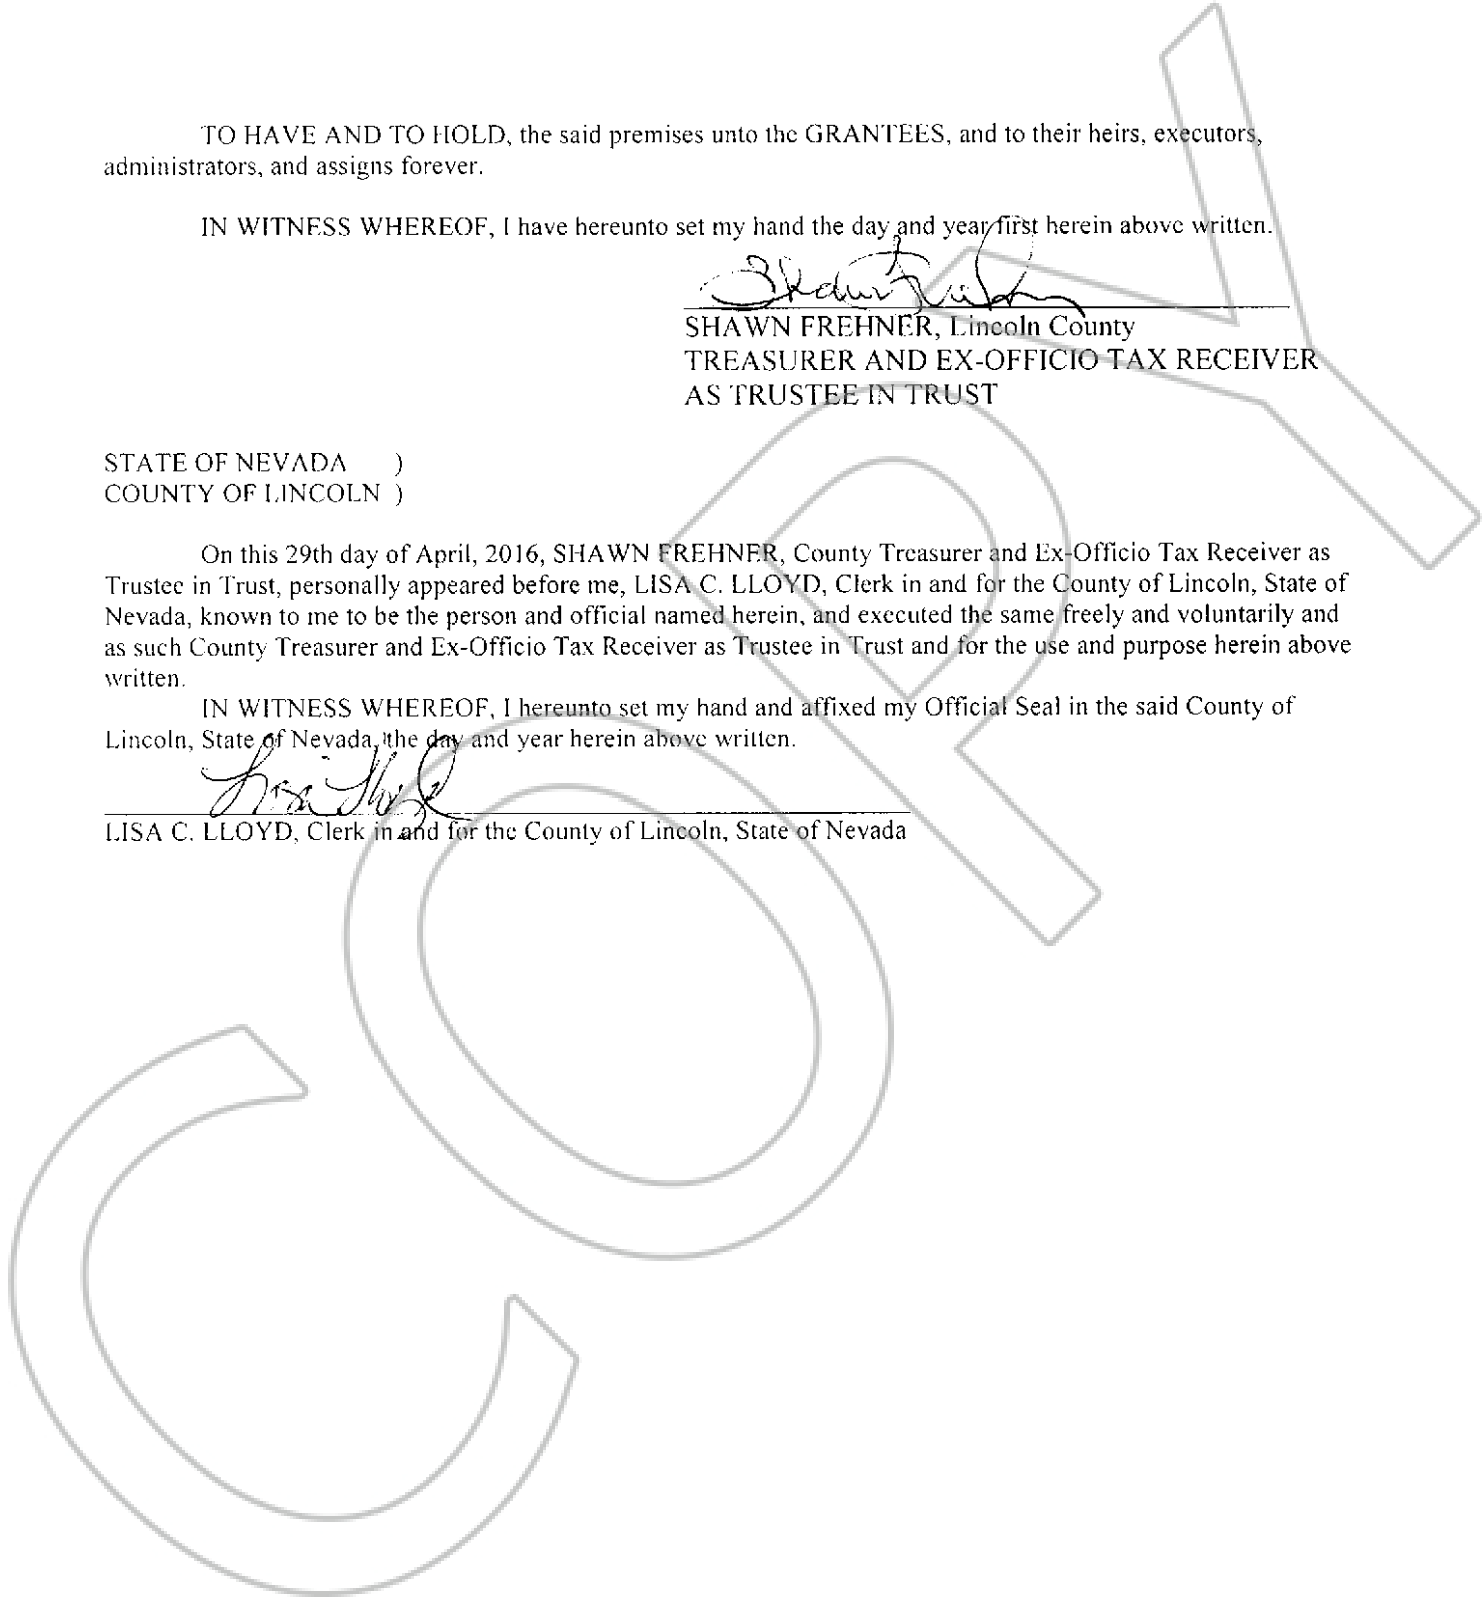 TO HAVE AND TO HOLD, the said premises unto the GRANTEES, and to their heirs, executors,
administrators, and assigns forever.
IN WITNESS WHEREOF, I have hereunto set my hand the day and year first herein above written.
Shawn Frehner
SHAWN FREHNER, Lincoln County
TREASURER AND EX-OFFICIO TAX RECEIVER
AS TRUSTEE IN TRUST
STATE OF NEVADA )
COUNTY OF LINCOLN )
On this 29th day of April, 2016, SHAWN FREHNER, County Treasurer and Ex-Officio Tax Receiver as
Trustee in Trust, personally appeared before me, LISA C. LLOYD, Clerk in and for the County of Lincoln, State of
Nevada, known to me to be the person and official named herein, and executed the same freely and voluntarily and
as such County Treasurer and Ex-Officio Tax Receiver as Trustee in Trust and for the use and purpose herein above
written.
IN WITNESS WHEREOF, I hereunto set my hand and affixed my Official Seal in the said County of
Lincoln, State of Nevada, the day and year herein above written.
Lisa Lloyd
LISA C. LLOYD, Clerk in and for the County of Lincoln, State of Nevada
COPY